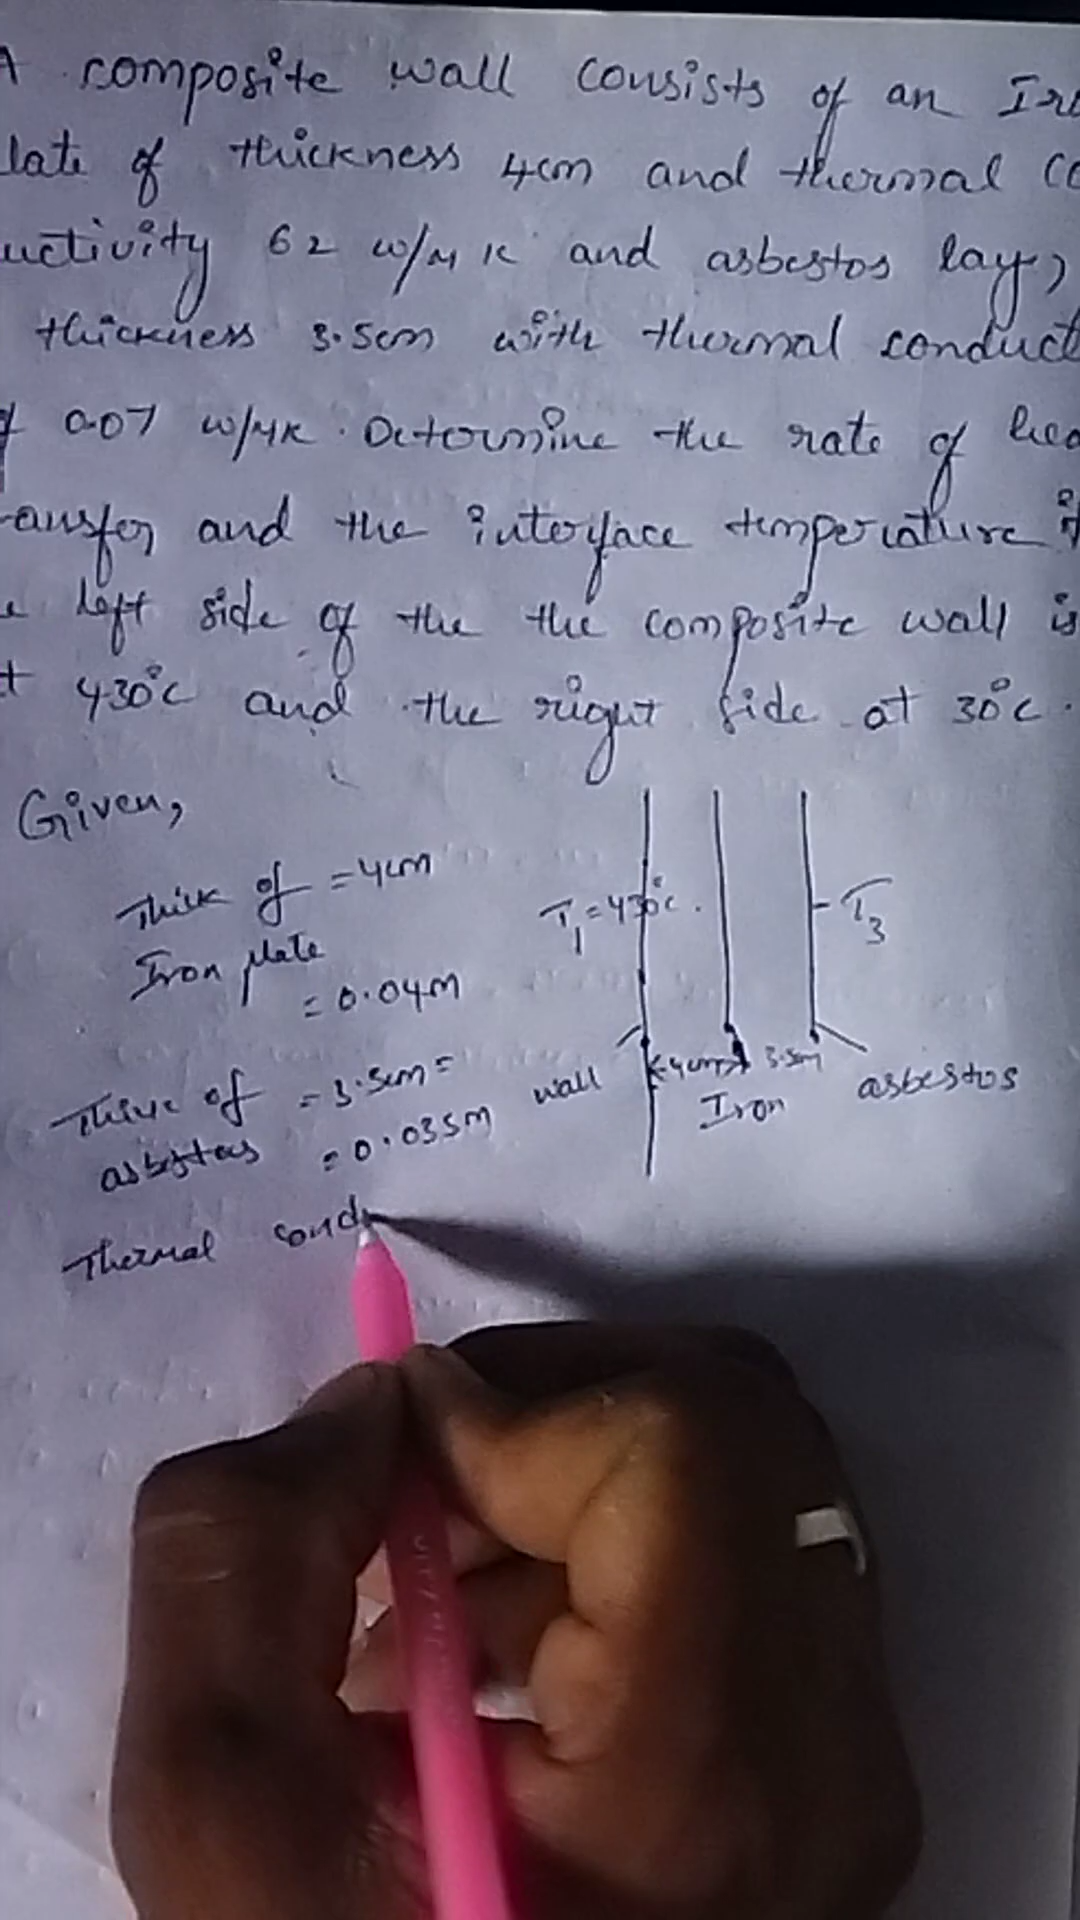 A composite wall consists of an Iro
late of thickness 4cm and thermal co
uctivity 62 w/mk and asbestos lay
thickness 3.5cm with thermal conduct
of 0.07 w/mk. Determine the rate of hea
ransfer and the interface temperature if
e left side of the the composite wall is
t 430°C and the right side at 30°C.
Given,
Thick of = 4cm
Iron plate
= 0.04m
Thick of = 3.5cm =
asbestos = 0.035m
Thermal cond
T1 = 430°C.
T3
wall
4cm
3.5m
Iron
asbestos